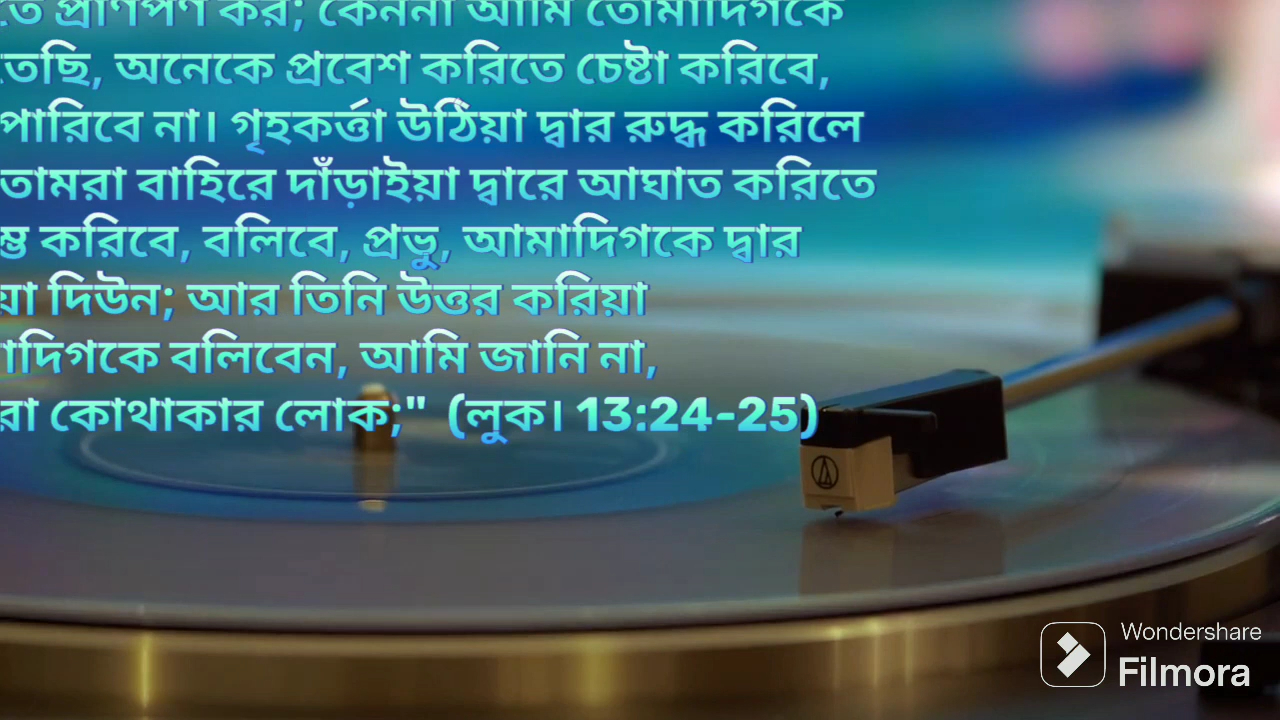 তে প্রাণপণ কর; কেননা আমি তোমাদিগকে
তেছি, অনেকে প্রবেশ করিতে চেষ্টা করিবে,
পারিবে না। গৃহকর্ত্তা উঠিয়া দ্বার রুদ্ধ করিলে
তামরা বাহিরে দাঁড়াইয়া দ্বারে আঘাত করিতে
ম্ভ করিবে, বলিবে, প্রভু, আমাদিগকে দ্বার
য়া দিউন; আর তিনি উত্তর করিয়া
াদিগকে বলিবেন, আমি জানি না,
রা কোথাকার লোক;" (লুক। 13:24-25)
Wondershare
Filmora